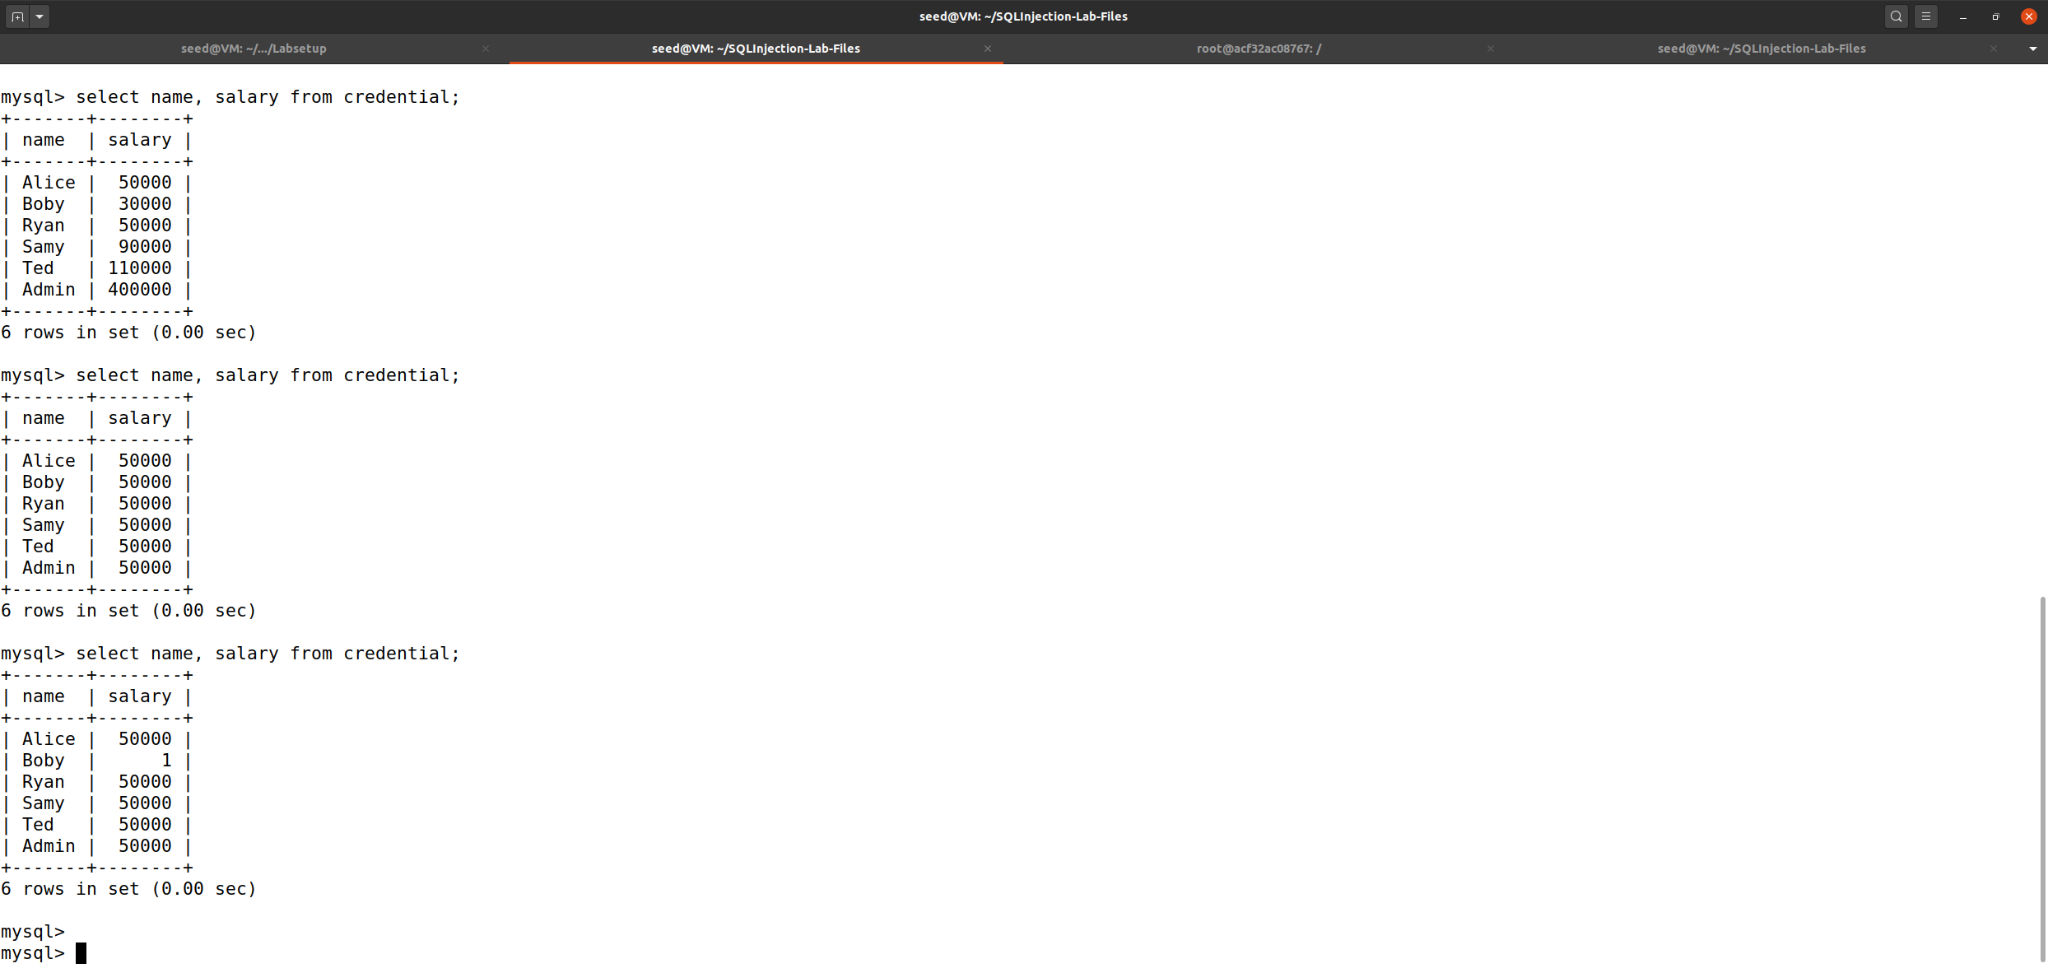 seed@VM: ~/SQLInjection-Lab-Files
seed@VM: ~/.../Labsetup
seed@VM: ~/SQLInjection-Lab-Files
root@acf32ac08767: /
seed@VM: ~/SQLInjection-Lab-Files
mysql> select name, salary from credential;
+-------+--------+
| name  | salary |
+-------+--------+
| Alice |  50000 |
| Boby  |  30000 |
| Ryan  |  50000 |
| Samy  |  90000 |
| Ted   | 110000 |
| Admin | 400000 |
+-------+--------+
6 rows in set (0.00 sec)
mysql> select name, salary from credential;
+-------+--------+
| name  | salary |
+-------+--------+
| Alice |  50000 |
| Boby  |  50000 |
| Ryan  |  50000 |
| Samy  |  50000 |
| Ted   |  50000 |
| Admin |  50000 |
+-------+--------+
6 rows in set (0.00 sec)
mysql> select name, salary from credential;
+-------+--------+
| name  | salary |
+-------+--------+
| Alice |  50000 |
| Boby  |      1 |
| Ryan  |  50000 |
| Samy  |  50000 |
| Ted   |  50000 |
| Admin |  50000 |
+-------+--------+
6 rows in set (0.00 sec)
mysql>
mysql>